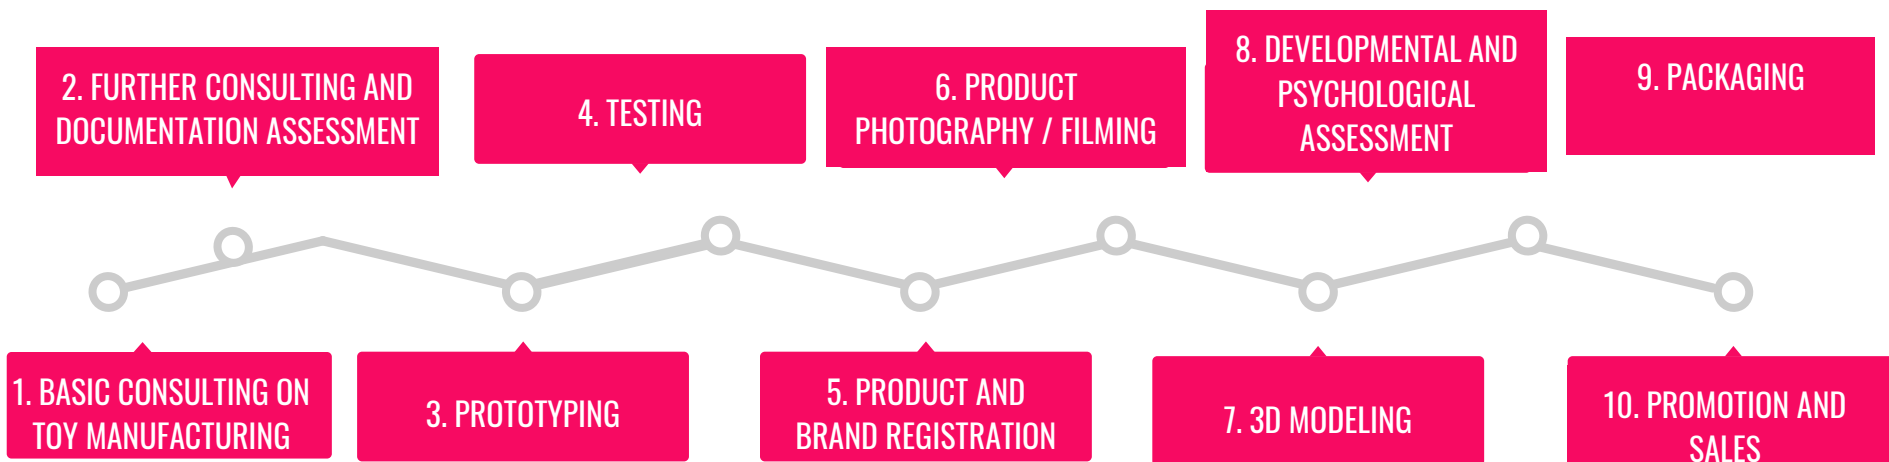 1. BASIC CONSULTING ON
TOY MANUFACTURING
2. FURTHER CONSULTING AND
DOCUMENTATION ASSESSMENT
3. PROTOTYPING
4. TESTING
5. PRODUCT AND
BRAND REGISTRATION
6. PRODUCT
PHOTOGRAPHY / FILMING
7. 3D MODELING
8. DEVELOPMENTAL AND
PSYCHOLOGICAL
ASSESSMENT
9. PACKAGING
10. PROMOTION AND
SALES